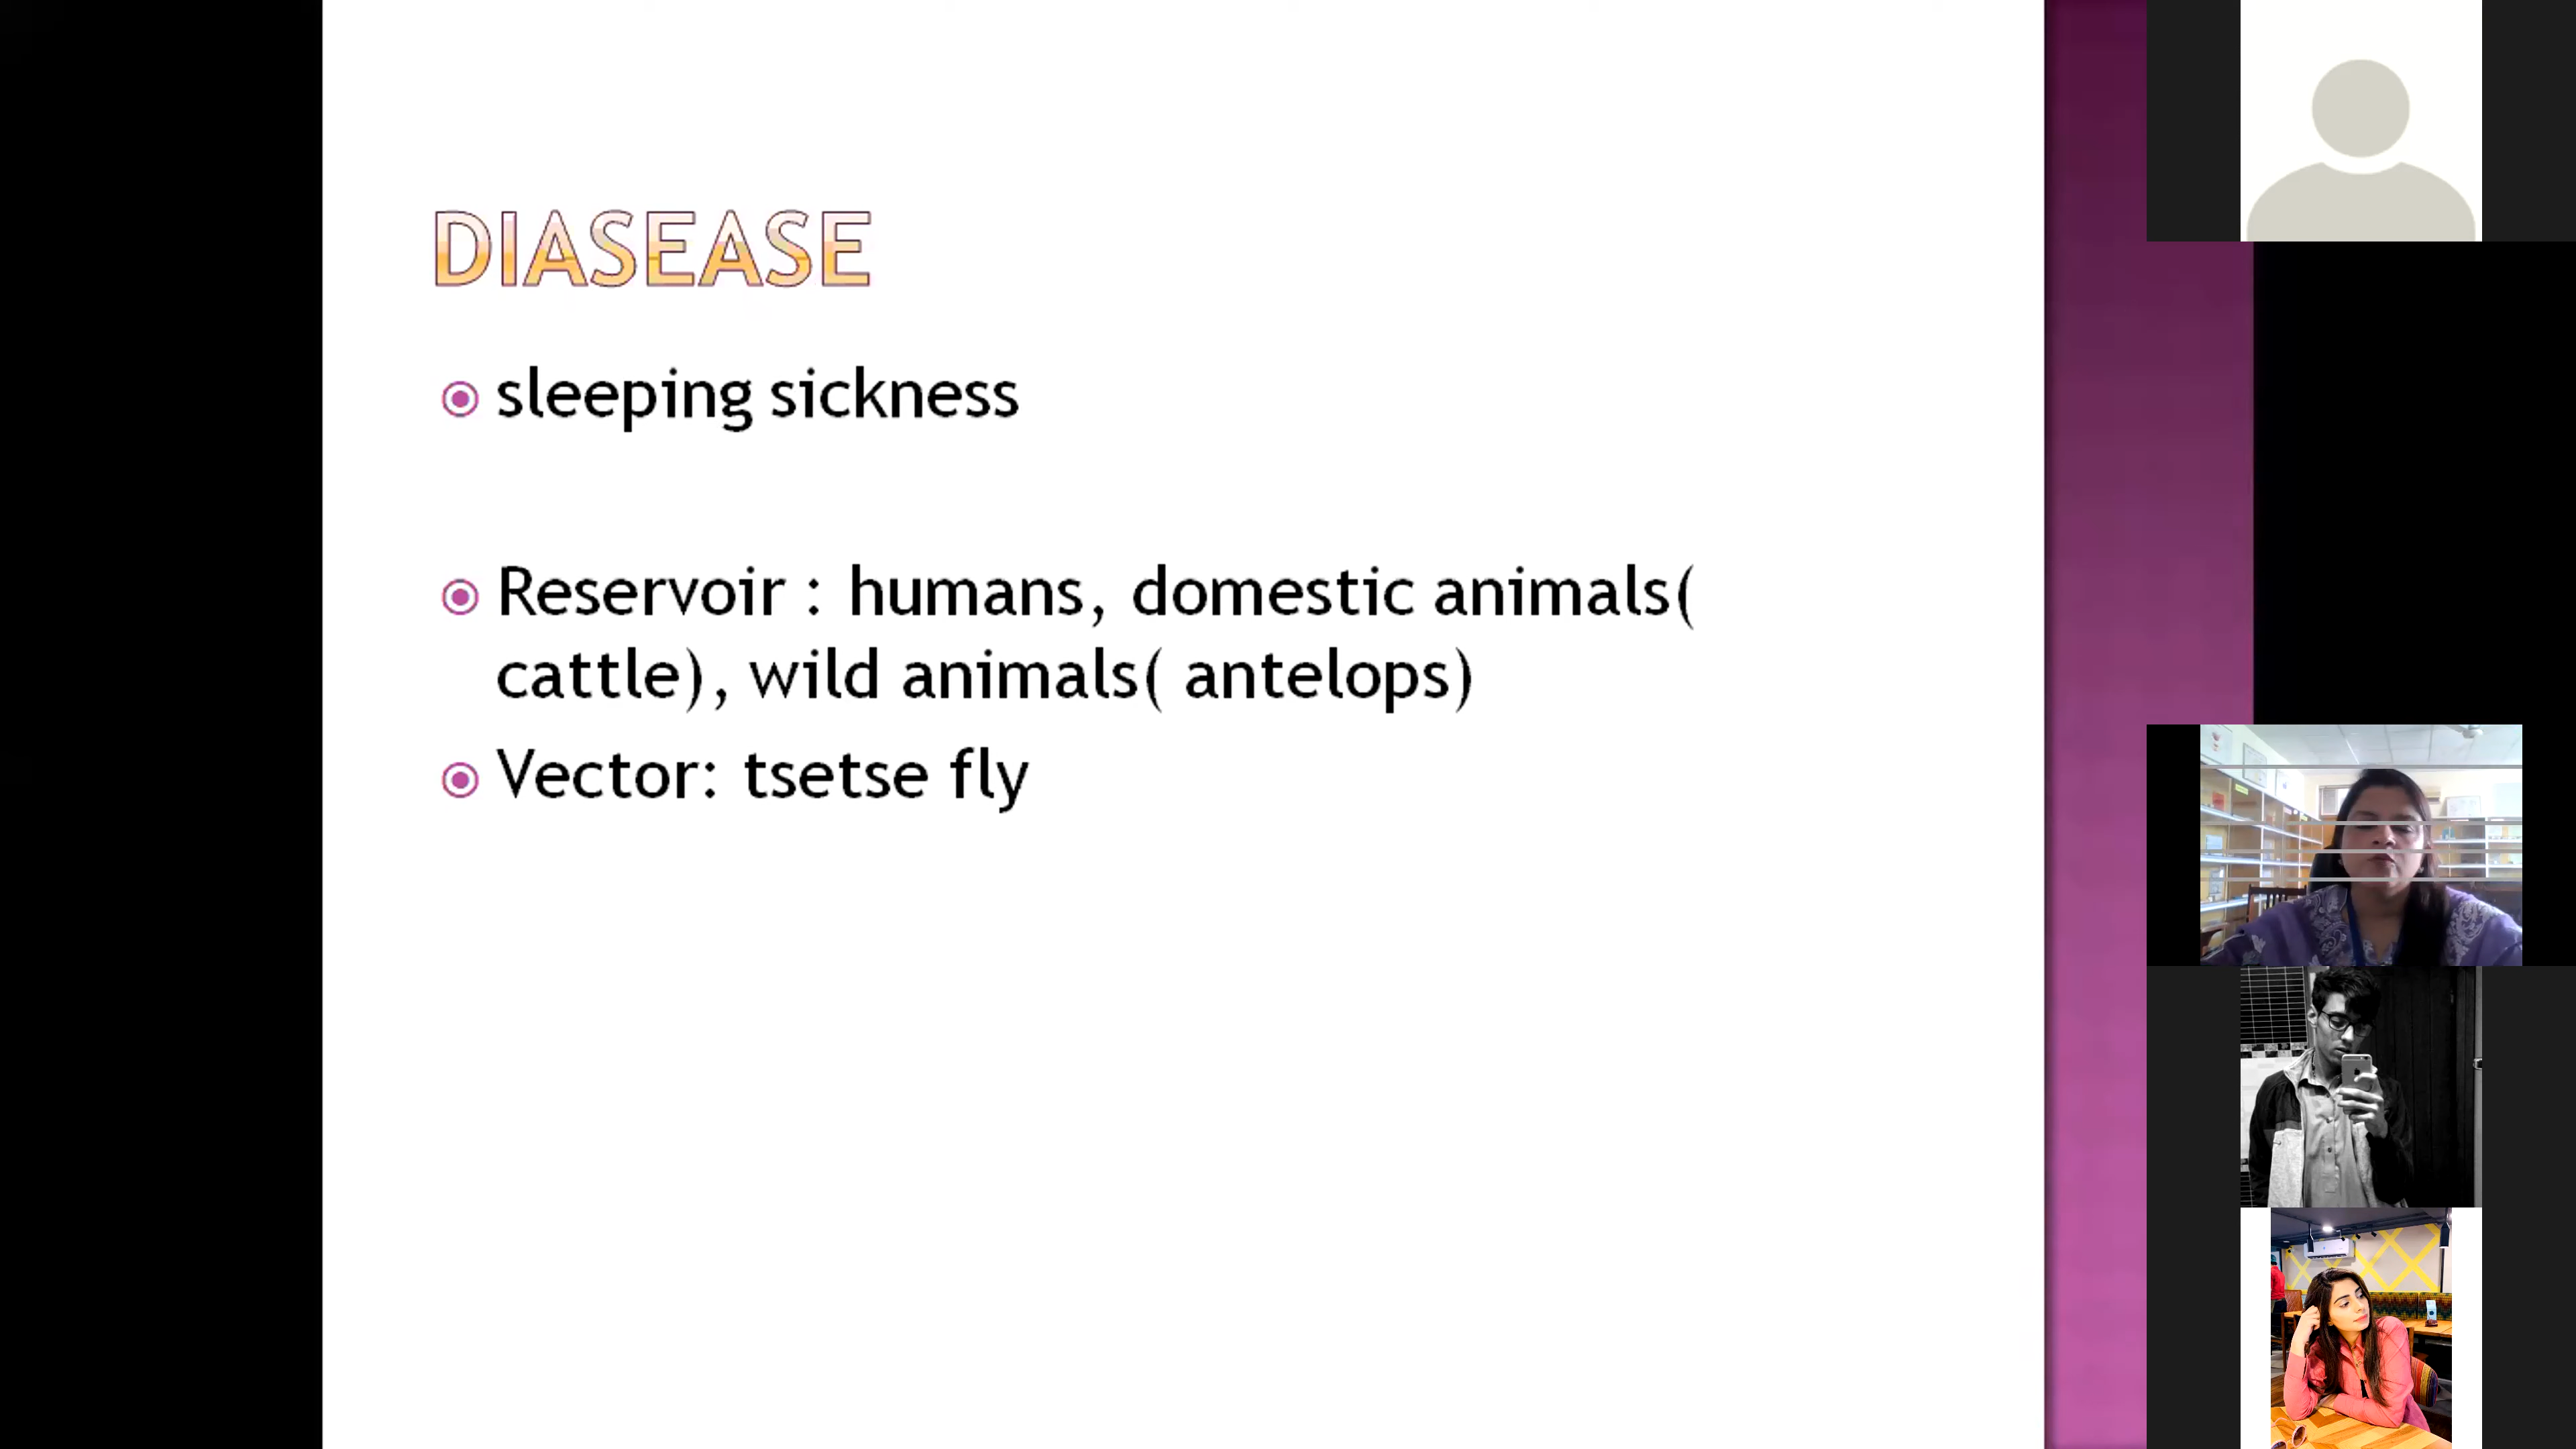 DIASEASE
sleeping sickness
Reservoir : humans, domestic animals(
cattle), wild animals( antelops)
Vector: tsetse fly